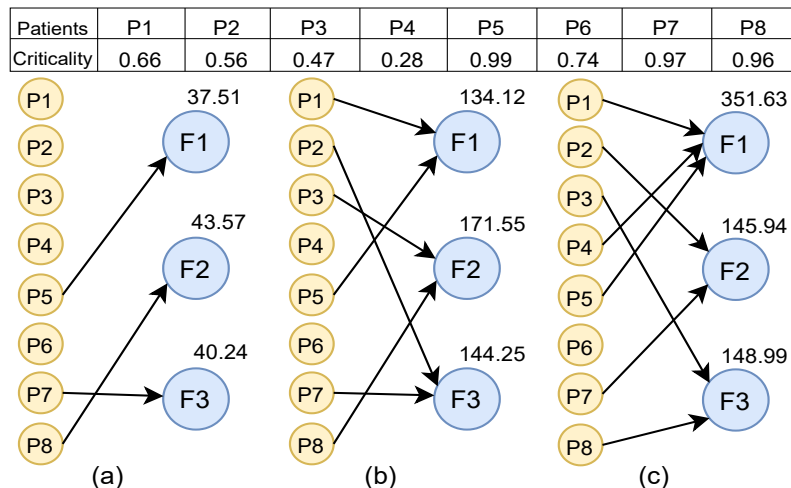 Patients P1 P2 P3 P4 P5 P6 P7 P8
Criticality 0.66 0.56 0.47 0.28 0.99 0.74 0.97 0.96
P1
P2
P3
P4
P5
P6
P7
P8
37.51
F1
43.57
F2
40.24
F3
(a)
P1
P2
P3
P4
P5
P6
P7
P8
134.12
F1
171.55
F2
144.25
F3
(b)
P1
P2
P3
P4
P5
P6
P7
P8
351.63
F1
145.94
F2
148.99
F3
(c)